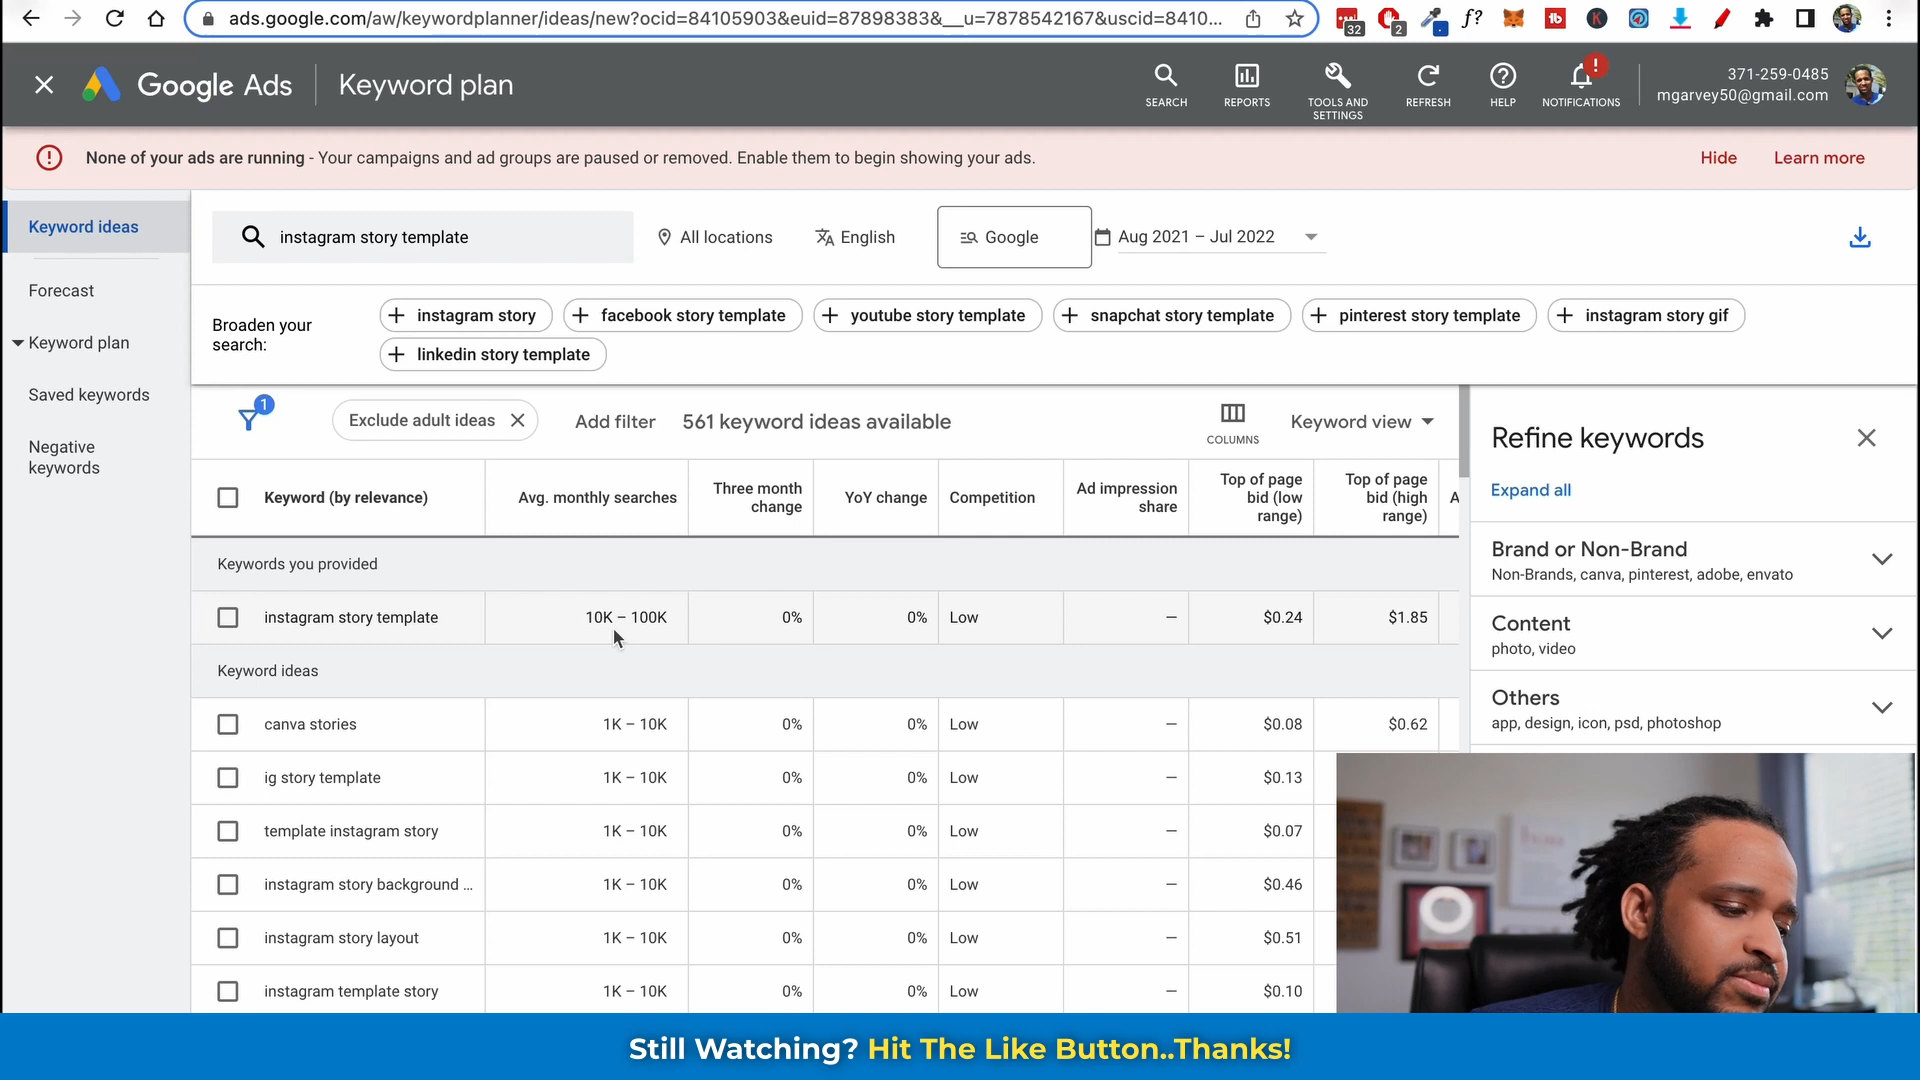 ads.google.com/aw/keywordplanner/ideas/new?ocid=84105903&euid=87898383&__u=7878542167&uscid=8410...
32
2
f?
Google Ads
Keyword plan
SEARCH
REPORTS
TOOLS AND
SETTINGS
REFRESH
HELP
NOTIFICATIONS
371-259-0485
mgarvey50@gmail.com
None of your ads are running - Your campaigns and ad groups are paused or removed. Enable them to begin showing your ads.
Hide
Learn more
Keyword ideas
Forecast
Keyword plan
Saved keywords
Negative
keywords
instagram story template
All locations
English
Google
Aug 2021 – Jul 2022
Broaden your
search:
instagram story
facebook story template
youtube story template
snapchat story template
pinterest story template
instagram story gif
linkedin story template
1
Exclude adult ideas
Add filter
561 keyword ideas available
COLUMNS
Keyword view
Keyword (by relevance) Avg. monthly searches Three month change YoY change Competition Ad impression share Top of page bid (low range) Top of page bid (high range) A
Keywords you provided
instagram story template 10K – 100K 0% 0% Low – $0.24 $1.85
Keyword ideas
canva stories 1K – 10K 0% 0% Low – $0.08 $0.62
ig story template 1K – 10K 0% 0% Low – $0.13
template instagram story 1K – 10K 0% 0% Low – $0.07
instagram story background ... 1K – 10K 0% 0% Low – $0.46
instagram story layout 1K – 10K 0% 0% Low – $0.51
instagram template story 1K – 10K 0% 0% Low – $0.10
Refine keywords
Expand all
Brand or Non-Brand
Non-Brands, canva, pinterest, adobe, envato
Content
photo, video
Others
app, design, icon, psd, photoshop
Still Watching? Hit The Like Button..Thanks!